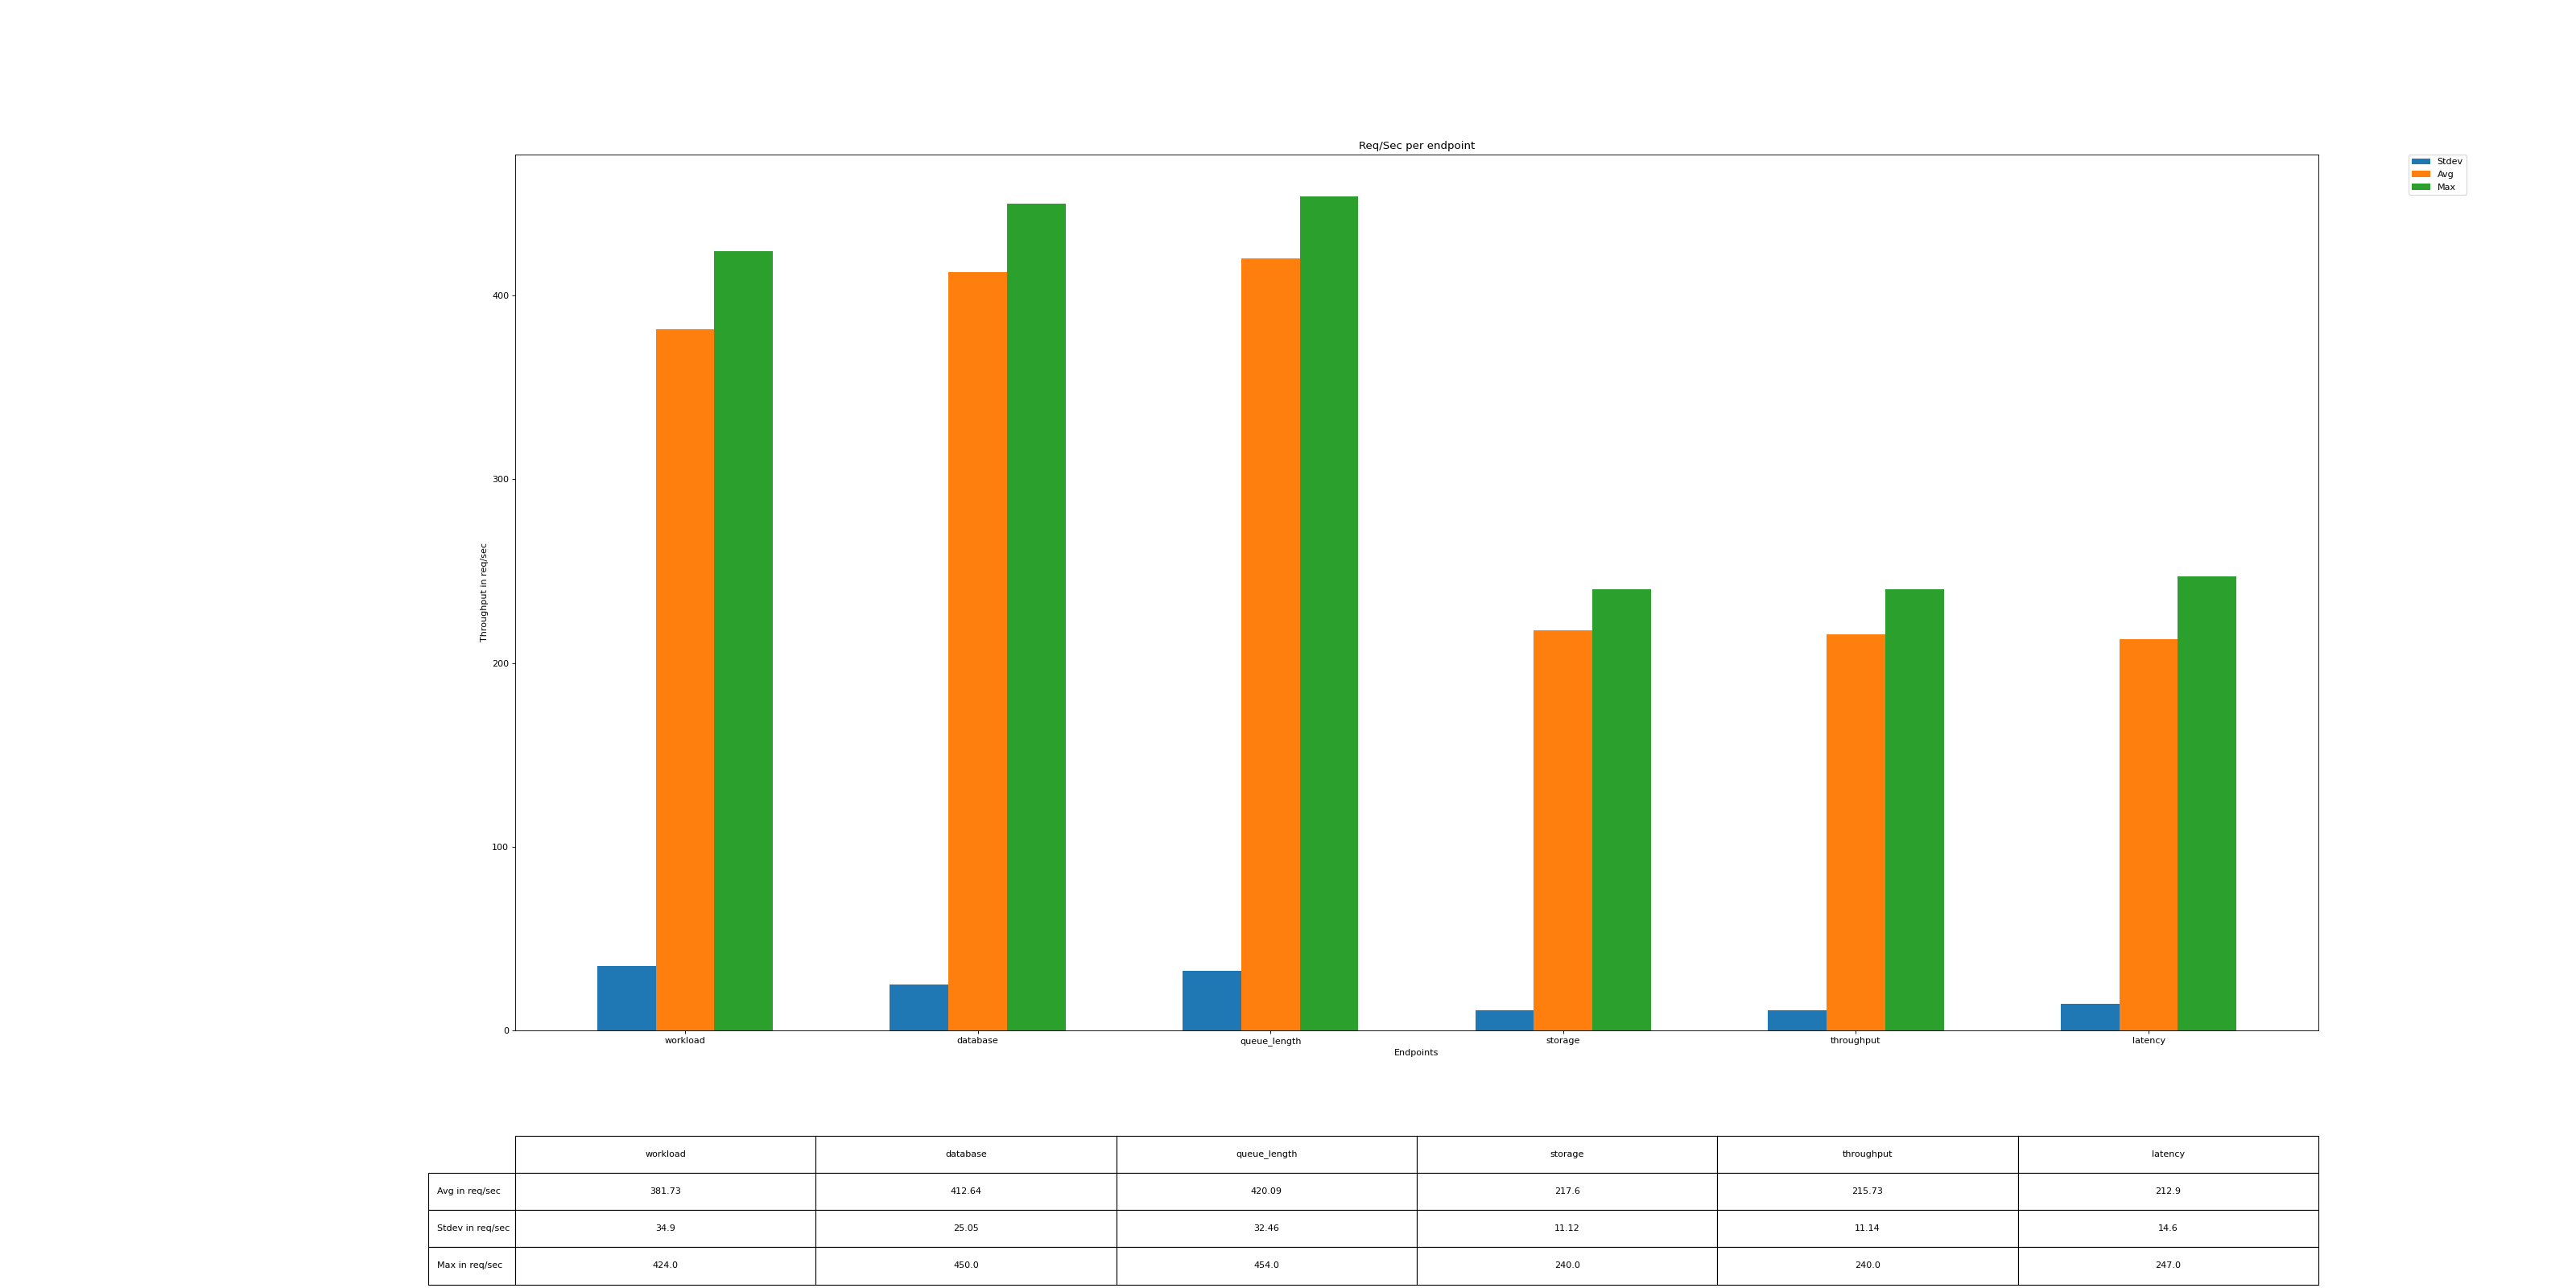 Req/Sec per endpoint
Stdev
Avg
Max
Throughput in req/sec
400
300
200
100
0
workload database queue_length storage throughput latency
Endpoints
workload database queue_length storage throughput latency
Avg in req/sec 381.73 412.64 420.09 217.6 215.73 212.9
Stdev in req/sec 34.9 25.05 32.46 11.12 11.14 14.6
Max in req/sec 424.0 450.0 454.0 240.0 240.0 247.0